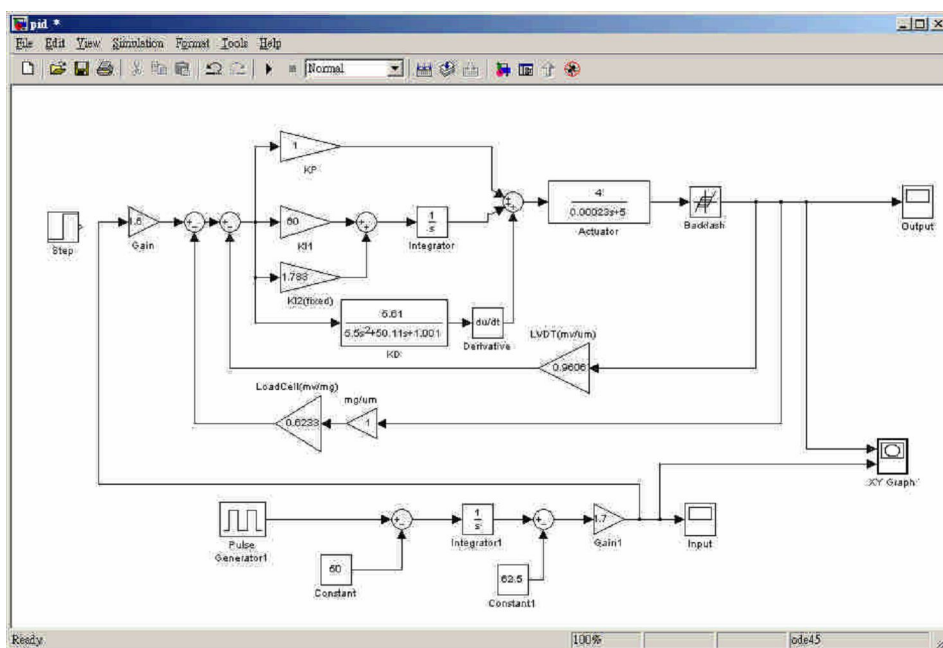 pid *
File Edit View Simulation Format Tools Help
Normal
1
KP
41
0.00023s+5
Actuator
Backlash
Output
Step
1.6
Gain
60
KI1
1
s
Integrator
1.783
KI2(fixed)
6.61
5.5s²+50.11s+1.001
KD
du/dt
Derivative
LVDT(mv/um)
0.9606
LoadCell(mv/mg)
0.6233
mg/um
1
XY Graph
Pulse
Generator1
60
Constant
1
s
Integrator1
62.5
Constant1
1.7
Gain1
Input
Ready
100%
ode45